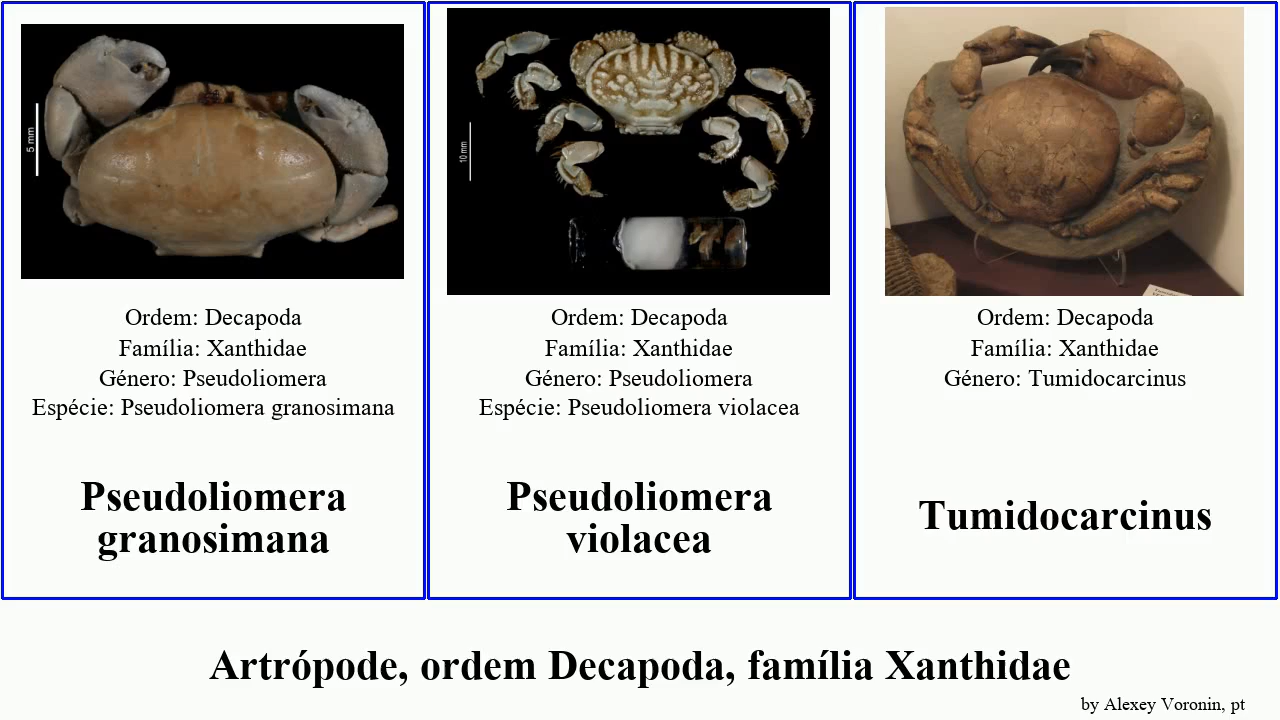 5 mm
Ordem: Decapoda
Família: Xanthidae
Género: Pseudoliomera
Espécie: Pseudoliomera granosimana
Pseudoliomera
granosimana
10 mm
Ordem: Decapoda
Família: Xanthidae
Género: Pseudoliomera
Espécie: Pseudoliomera violacea
Pseudoliomera
violacea
Ordem: Decapoda
Família: Xanthidae
Género: Tumidocarcinus
Tumidocarcinus
Artrópode, ordem Decapoda, família Xanthidae
by Alexey Voronin, pt